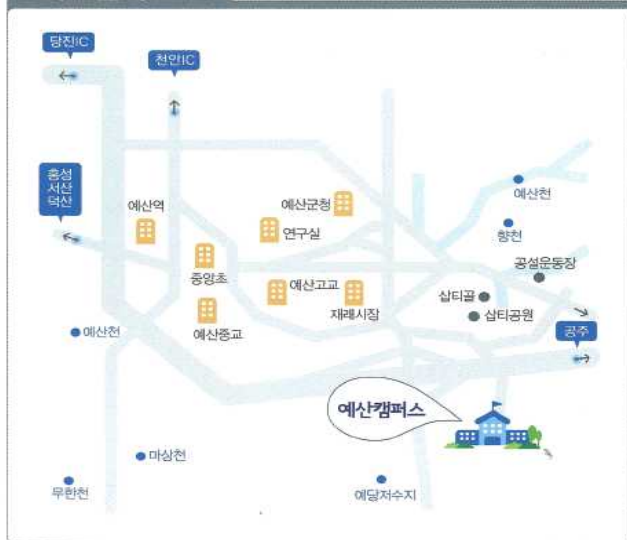 당진IC
천안IC
홍성
서산
덕산
예산역
예산군청
연구실
예산천
향천
중앙초
예산고교
재래시장
공설운동장
삽티골
삽티공원
예산중교
예산천
공주
예산캠퍼스
마상천
무한천
예당저수지